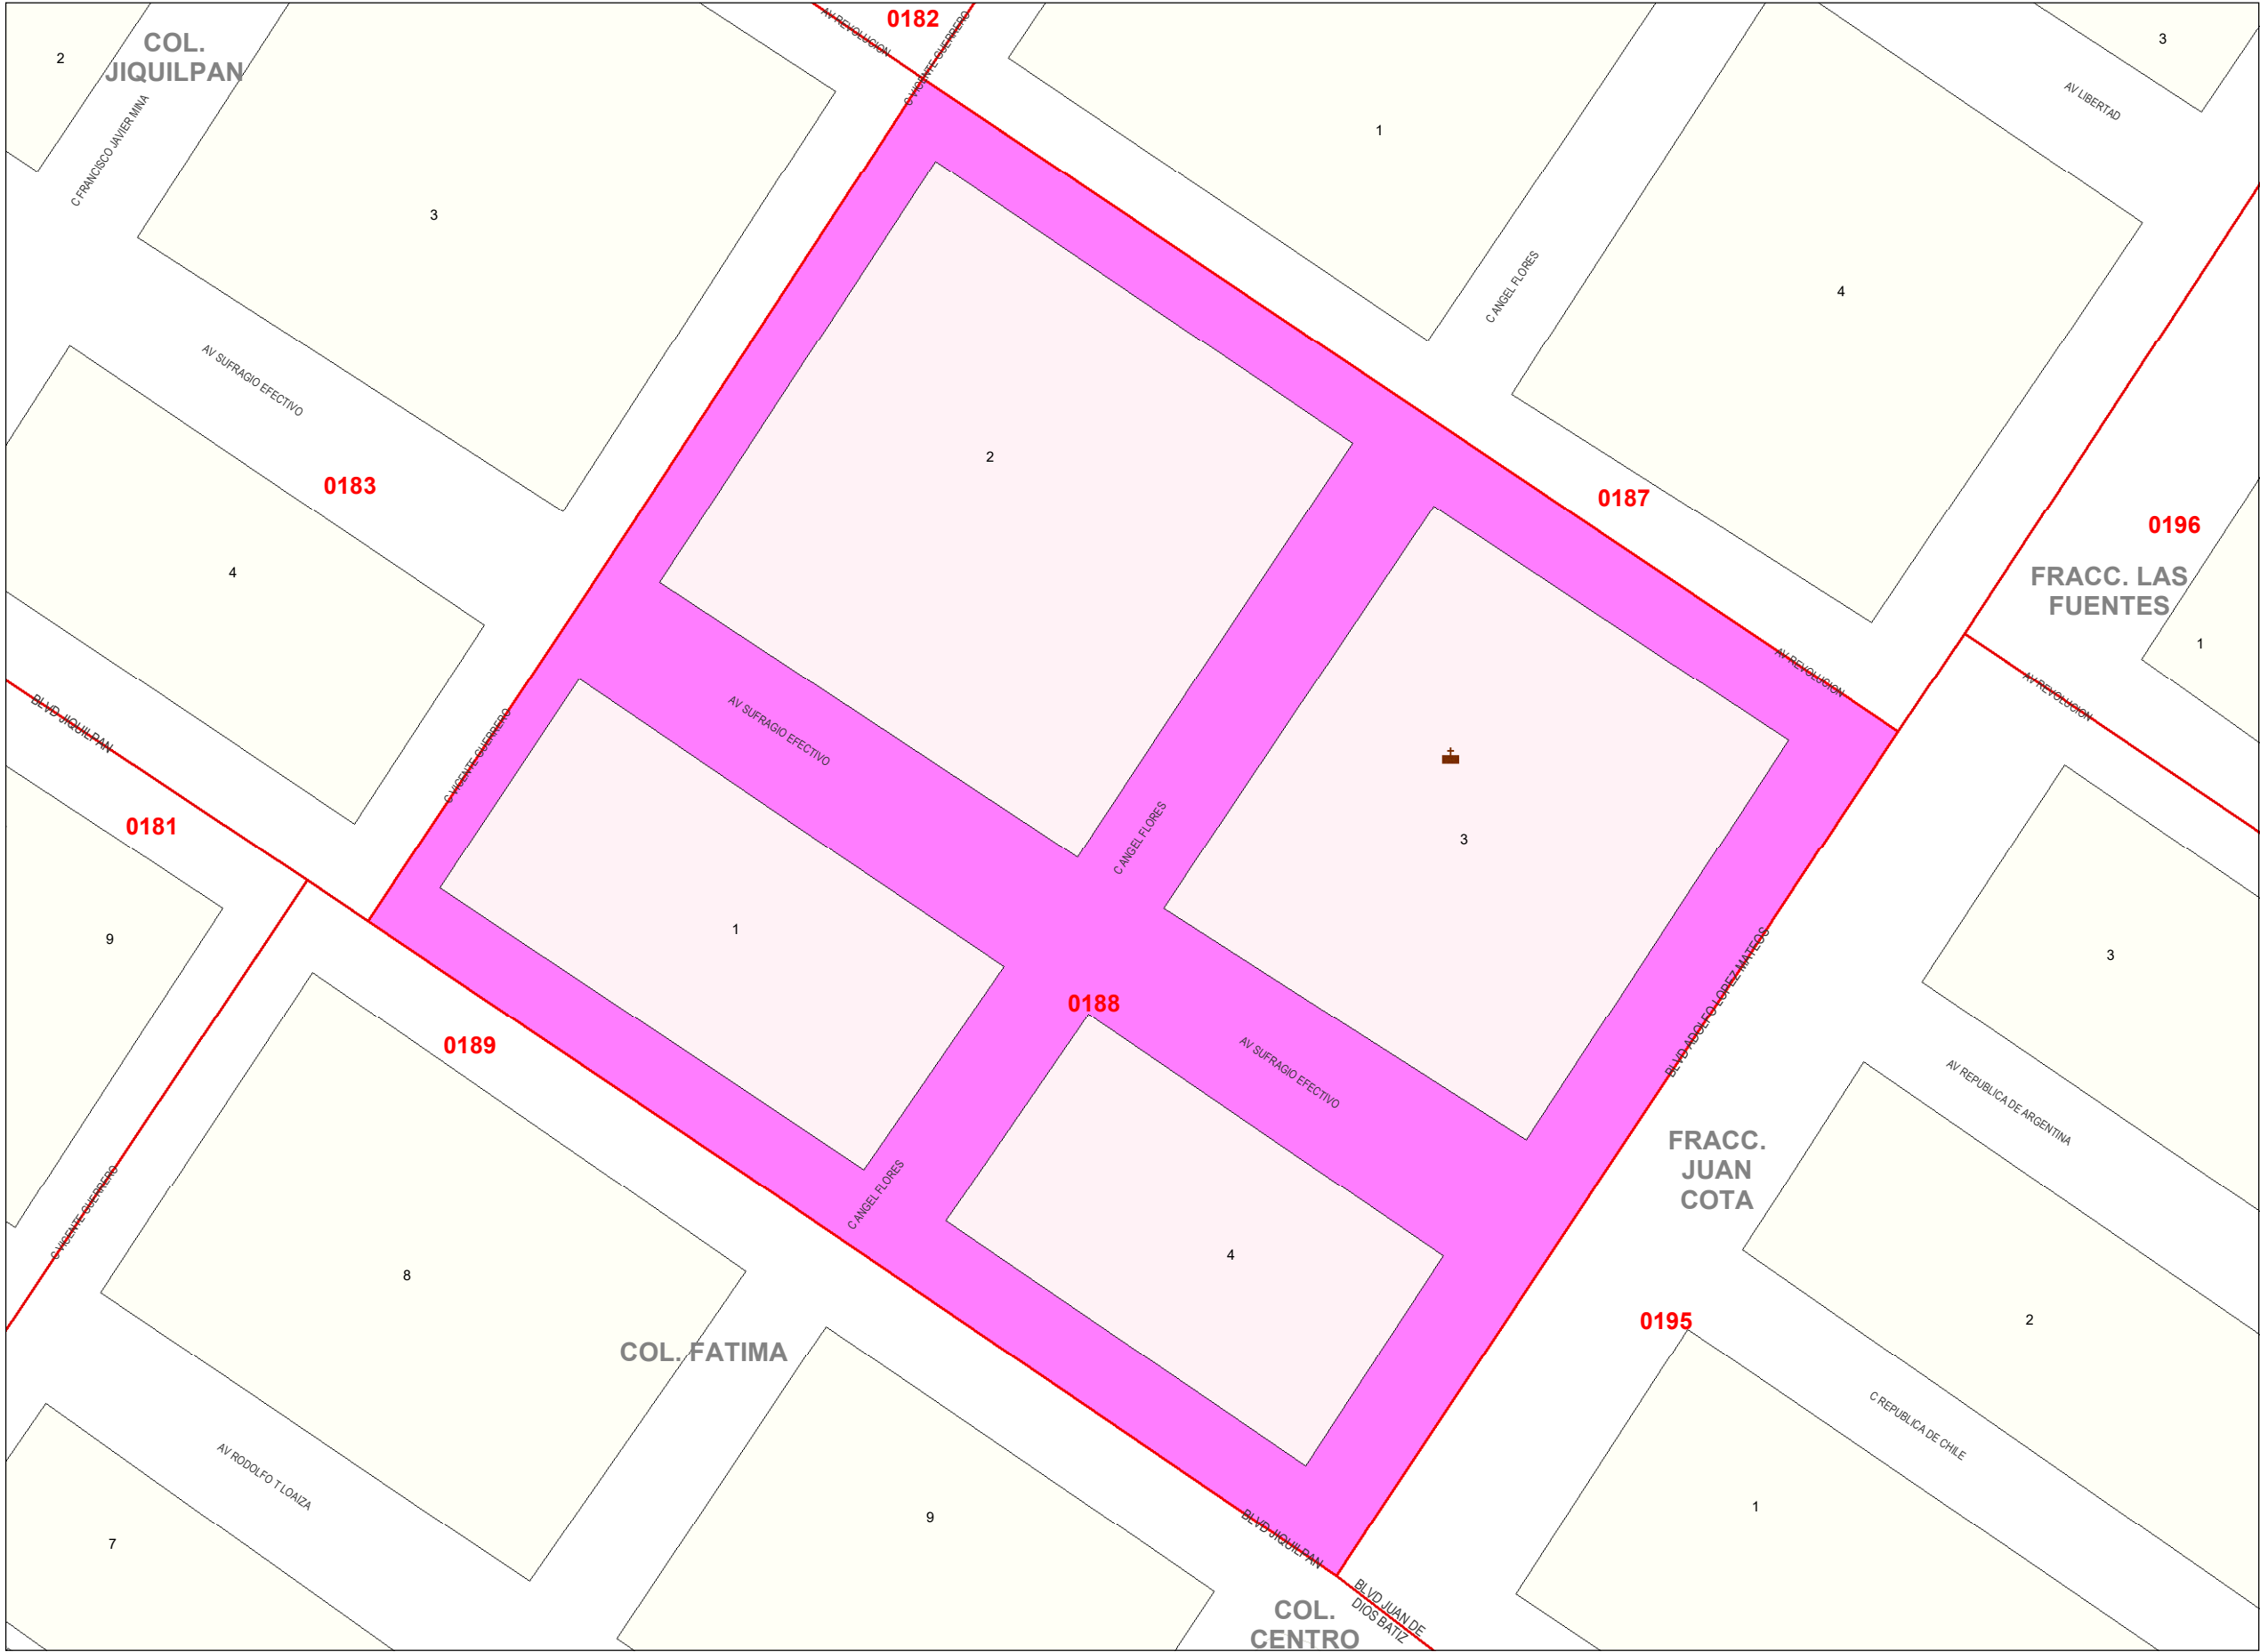 AV REVOLUCION
0182
C VICENTE GUERRERO
2
COL.
JIQUILPAN
3
AV LIBERTAD
C FRANCISCO JAVIER MINA
1
3
C ANGEL FLORES
4
AV SUFRAGIO EFECTIVO
2
0183
0187
0196
4
FRACC. LAS
FUENTES
1
AV REVOLUCION
AV REVOLUCION
BLVD JIQUILPAN
C VICENTE GUERRERO
AV SUFRAGIO EFECTIVO
0181
C ANGEL FLORES
3
9
1
3
BLVD ADOLFO LOPEZ MATEOS
0188
0189
AV SUFRAGIO EFECTIVO
AV REPUBLICA DE ARGENTINA
FRACC.
JUAN
COTA
C VICENTE GUERRERO
C ANGEL FLORES
4
8
0195
2
COL. FATIMA
C REPUBLICA DE CHILE
AV RODOLFO T LOAIZA
1
9
7
BLVD JIQUILPAN
BLVD JUAN DE
DIOS BATIZ
COL.
CENTRO